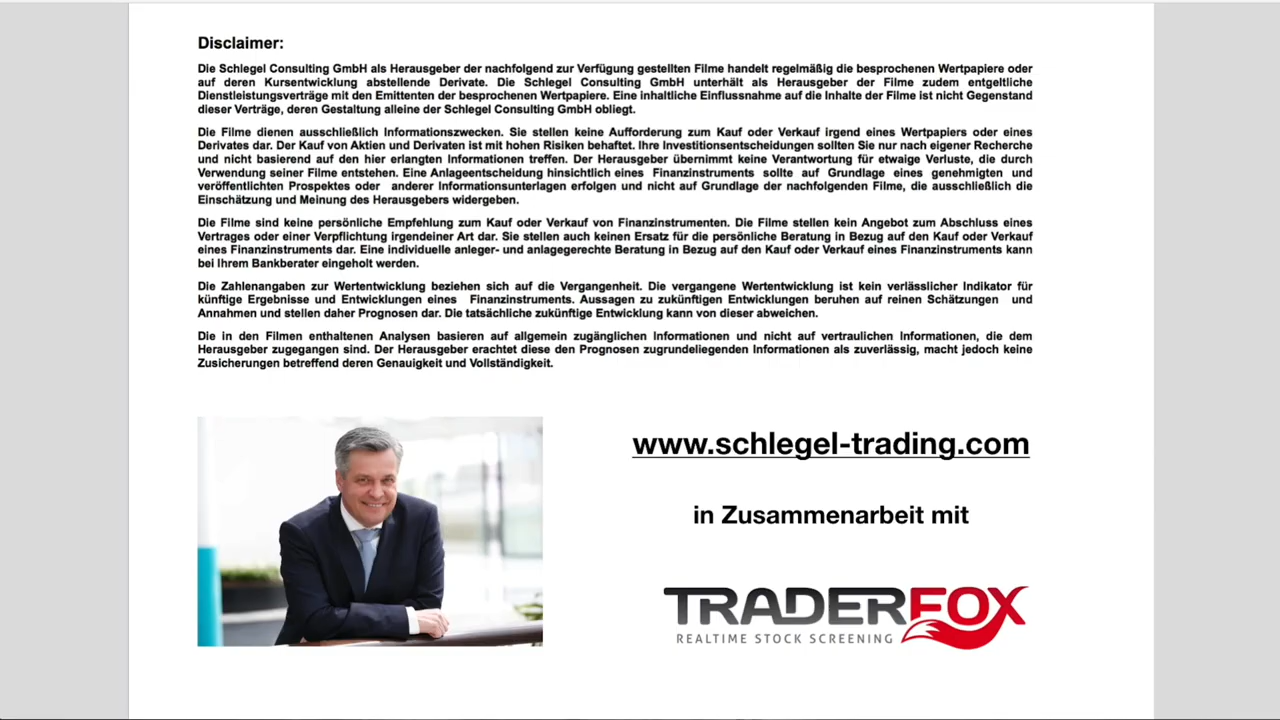 Disclaimer:
Die Schlegel Consulting GmbH als Herausgeber der nachfolgend zur Verfügung gestellten Filme handelt regelmäßig die besprochenen Wertpapiere oder
auf deren Kursentwicklung abstellende Derivate. Die Schlegel Consulting GmbH unterhält als Herausgeber der Filme zudem entgeltliche
Dienstleistungsverträge mit den Emittenten der besprochenen Wertpapiere. Eine inhaltliche Einflussnahme auf die Inhalte der Filme ist nicht Gegenstand
dieser Verträge, deren Gestaltung alleine der Schlegel Consulting GmbH obliegt.
Die Filme dienen ausschließlich Informationszwecken. Sie stellen keine Aufforderung zum Kauf oder Verkauf irgend eines Wertpapiers oder eines
Derivates dar. Der Kauf von Aktien und Derivaten ist mit hohen Risiken behaftet. Ihre Investitionsentscheidungen sollten Sie nur nach eigener Recherche
und nicht basierend auf den hier erlangten Informationen treffen. Der Herausgeber übernimmt keine Verantwortung für etwaige Verluste, die durch
Verwendung seiner Filme entstehen. Eine Anlageentscheidung hinsichtlich eines Finanzinstruments sollte auf Grundlage eines genehmigten und
veröffentlichten Prospektes oder anderer Informationsunterlagen erfolgen und nicht auf Grundlage der nachfolgenden Filme, die ausschließlich die
Einschätzung und Meinung des Herausgebers widergeben.
Die Filme sind keine persönliche Empfehlung zum Kauf oder Verkauf von Finanzinstrumenten. Die Filme stellen kein Angebot zum Abschluss eines
Vertrages oder einer Verpflichtung irgendeiner Art dar. Sie stellen auch keinen Ersatz für die persönliche Beratung in Bezug auf den Kauf oder Verkauf
eines Finanzinstruments dar. Eine individuelle anleger- und anlagegerechte Beratung in Bezug auf den Kauf oder Verkauf eines Finanzinstruments kann
bei Ihrem Bankberater eingeholt werden.
Die Zahlenangaben zur Wertentwicklung beziehen sich auf die Vergangenheit. Die vergangene Wertentwicklung ist kein verlässlicher Indikator für
künftige Ergebnisse und Entwicklungen eines Finanzinstruments. Aussagen zu zukünftigen Entwicklungen beruhen auf reinen Schätzungen und
Annahmen und stellen daher Prognosen dar. Die tatsächliche zukünftige Entwicklung kann von dieser abweichen.
Die in den Filmen enthaltenen Analysen basieren auf allgemein zugänglichen Informationen und nicht auf vertraulichen Informationen, die dem
Herausgeber zugegangen sind. Der Herausgeber erachtet diese den Prognosen zugrundeliegenden Informationen als zuverlässig, macht jedoch keine
Zusicherungen betreffend deren Genauigkeit und Vollständigkeit.
www.schlegel-trading.com
in Zusammenarbeit mit
TRADERFOX
REALTIME STOCK SCREENING